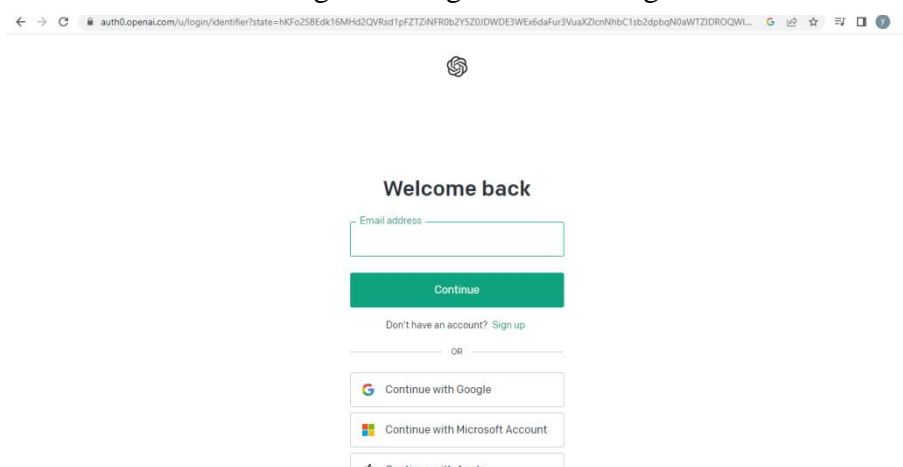 auth0.openai.com/u/login/identifier?state=hKFo2SBEdk16MHd2QVRsd1pFZTZiNFR0b2Y5Z0JDWDE3WEx6daFur3VuaXZlcnNhbC1sb2dpbqN0aWTZIDROQWl...
Welcome back
Email address
Continue
Don't have an account? Sign up
OR
Continue with Google
Continue with Microsoft Account